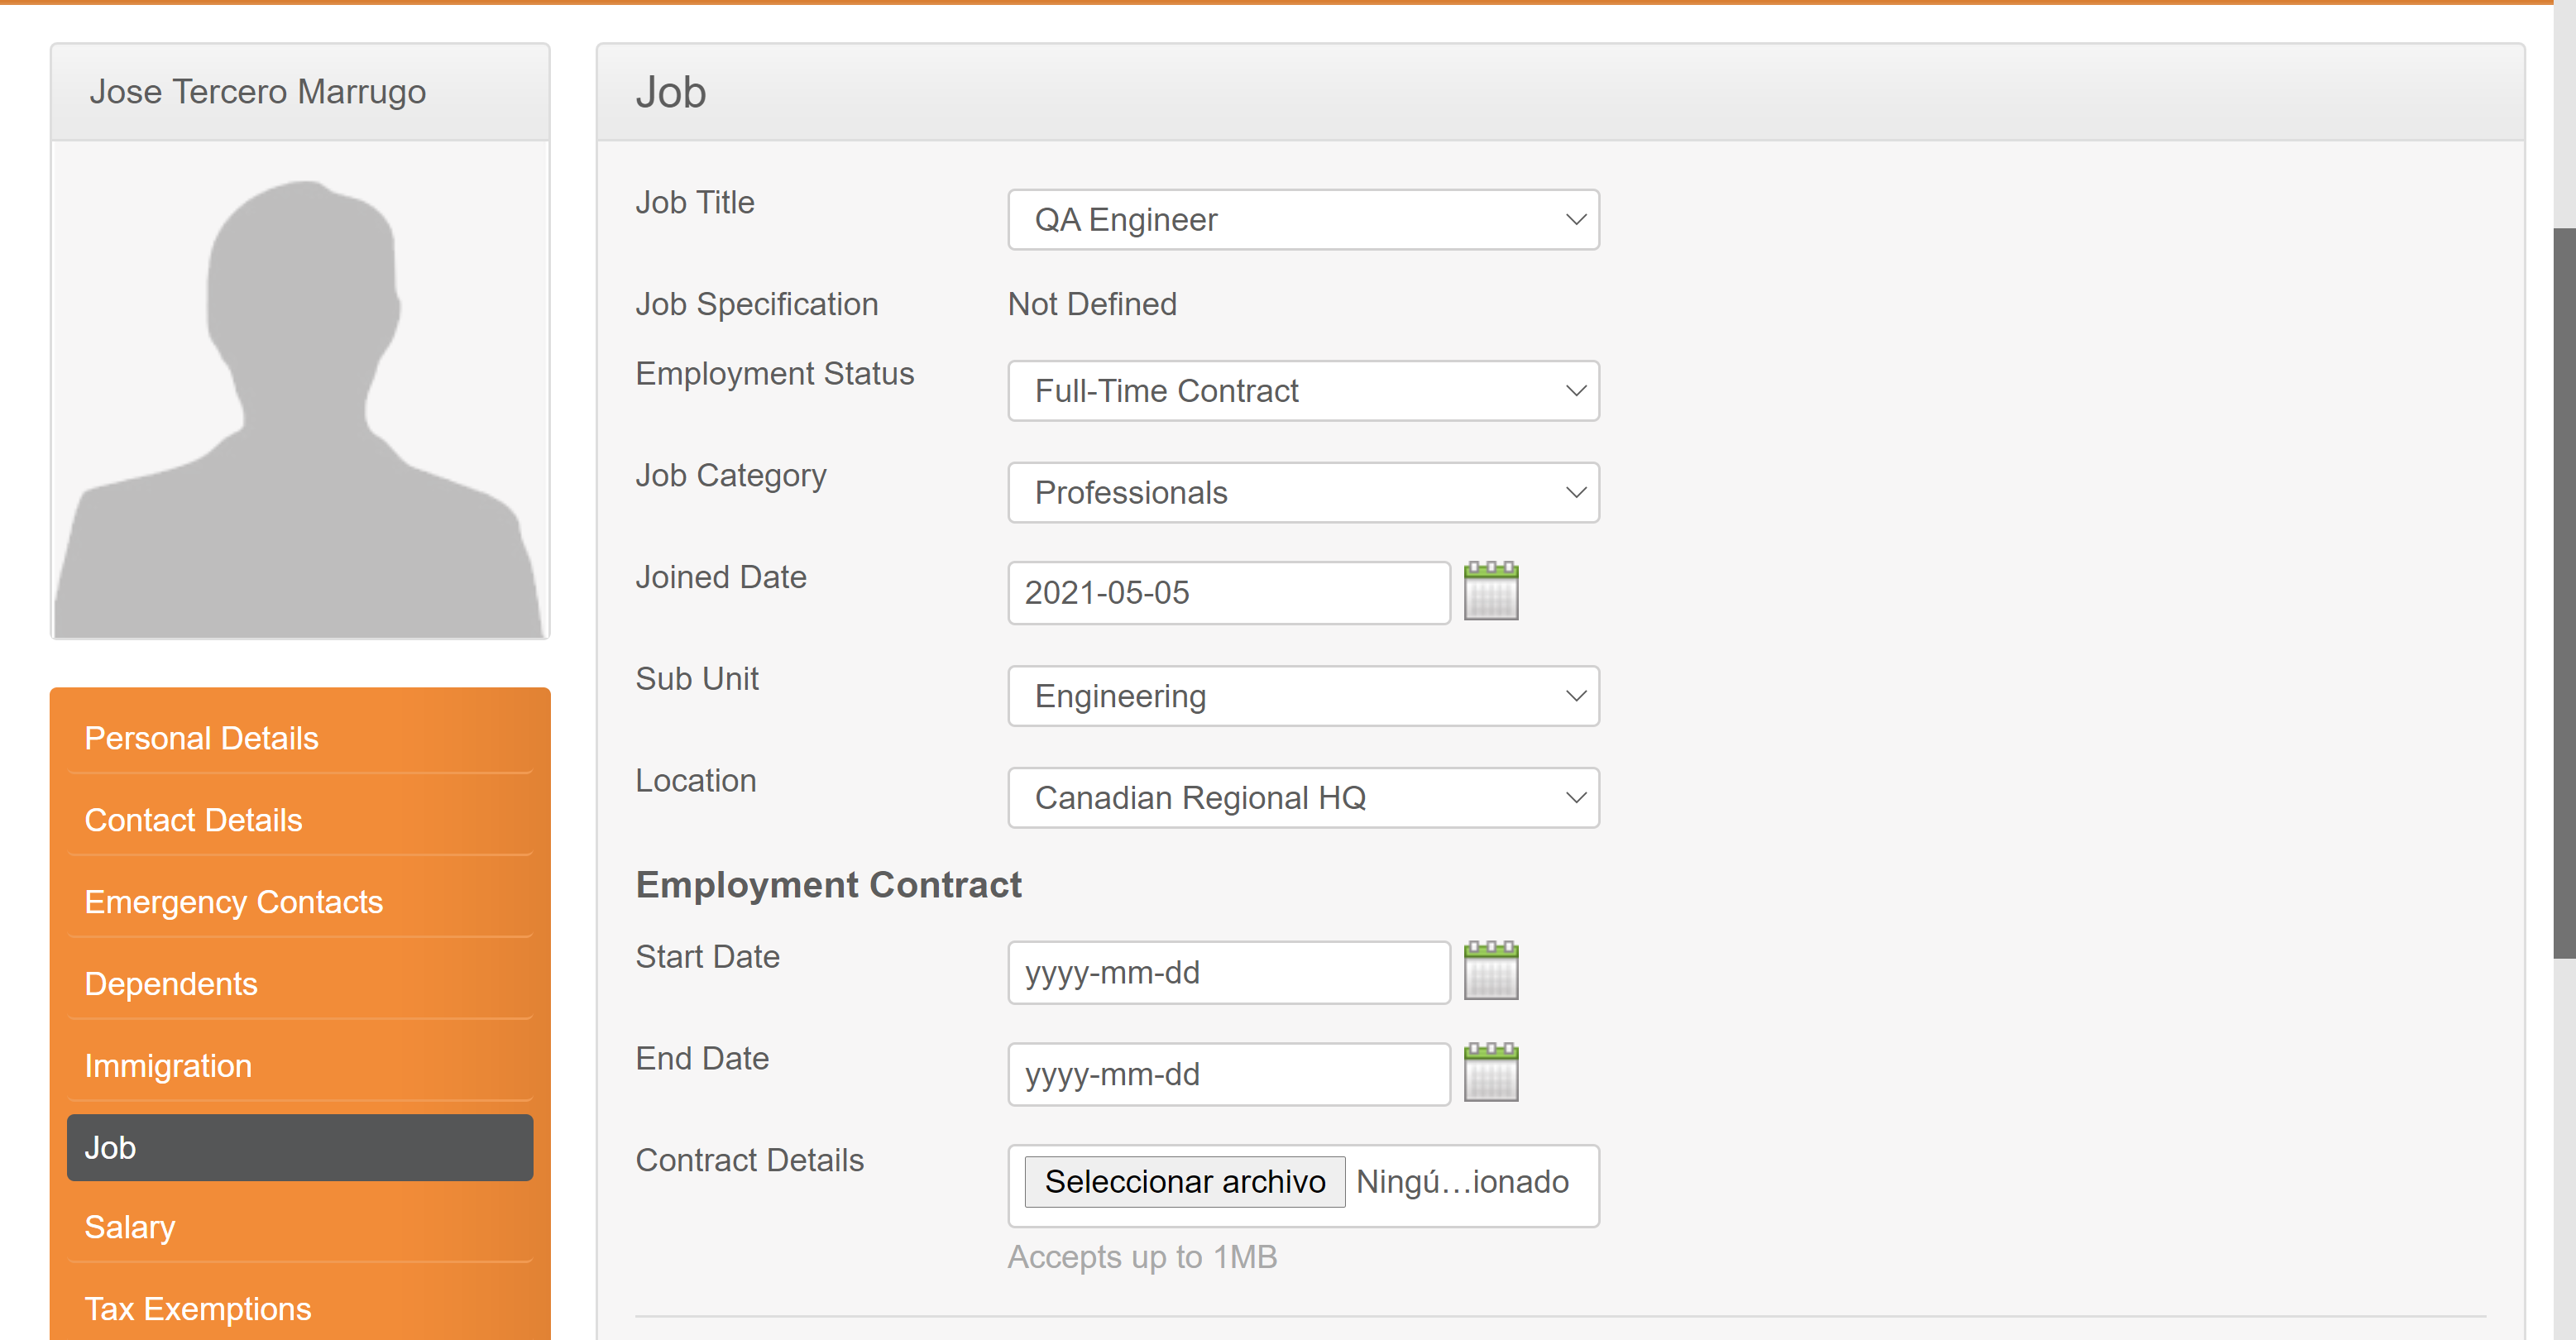 Jose Tercero Marrugo
Personal Details
Contact Details
Emergency Contacts
Dependents
Immigration
Job
Salary
Tax Exemptions
Job
Job Title QA Engineer
Job Specification Not Defined
Employment Status Full-Time Contract
Job Category Professionals
Joined Date 2021-05-05
Sub Unit Engineering
Location Canadian Regional HQ
Employment Contract
Start Date yyyy-mm-dd
End Date yyyy-mm-dd
Contract Details Seleccionar archivo Ningú…ionado
Accepts up to 1MB